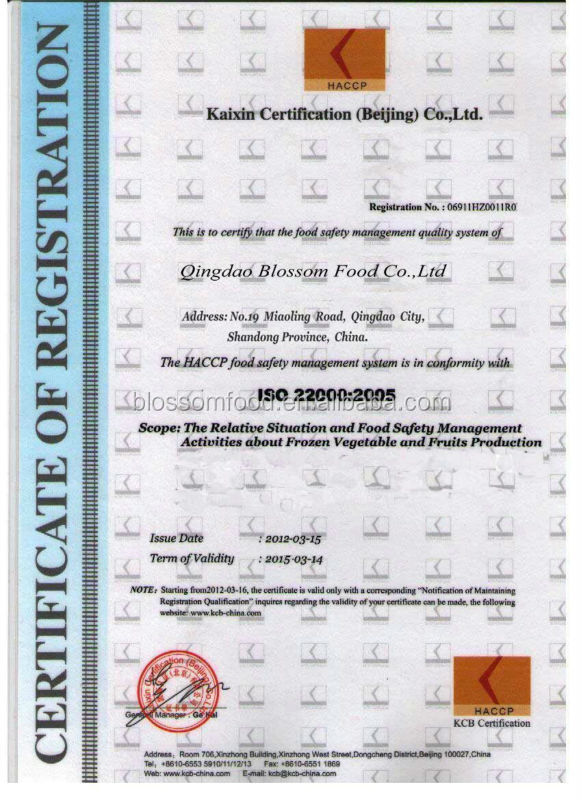 CERTIFICATE OF REGISTRATION
HACCP
Kaixin Certification (Beijing) Co.,Ltd.
Registration No. : 06911HZ0011R0
This is to certify that the food safety management quality system of
Qingdao Blossom Food Co.,Ltd
Address: No.19 Miaoling Road, Qingdao City,
Shandong Province, China.
The HACCP food safety management system is in conformity with
ISO 22000:2005
blossomfood.en.alibaba.com
Scope: The Relative Situation and Food Safety Management
Activities about Frozen Vegetable and Fruits Production
Issue Date : 2012-03-15
Term of Validity : 2015-03-14
NOTE: Starting from2012-03-16, the certificate is valid only with a corresponding "Notification of Maintaining
Registration Qualification" inquires regarding the validity of your certificate can be made, the following
website: www.kcb-china.com
Kaixin Certification (Beijing) Co.Ltd
General Manager : Ge Kai
HACCP
KCB Certification
Address: Room 706,Xinzhong Building,Xinzhong West Street,Dongcheng District,Beijing 100027,China
Tel: +8610-6553 5910/11/12/13 Fax: +8610-6551 1869
Web: www.kcb-china.com E-mail: kcb@kcb-china.com